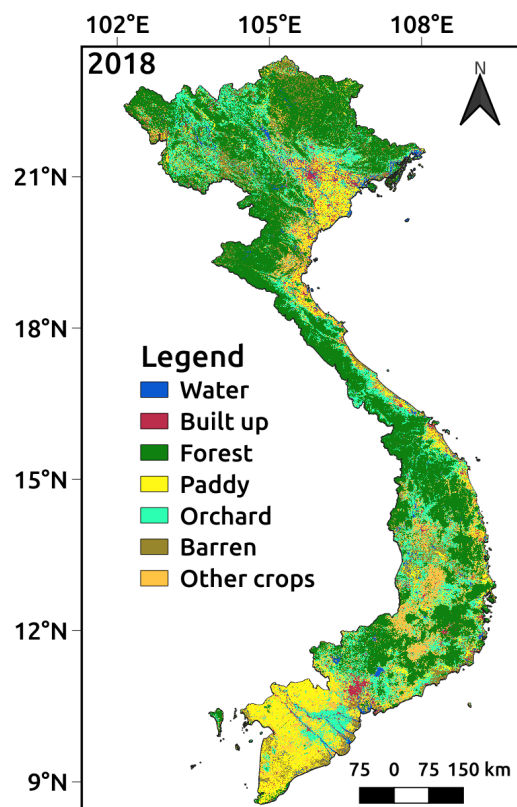 102°E 105°E 108°E
2018
N
21°N
18°N
Legend
Water
Built up
Forest
Paddy
Orchard
Barren
Other crops
15°N
12°N
9°N
75 0 75 150 km